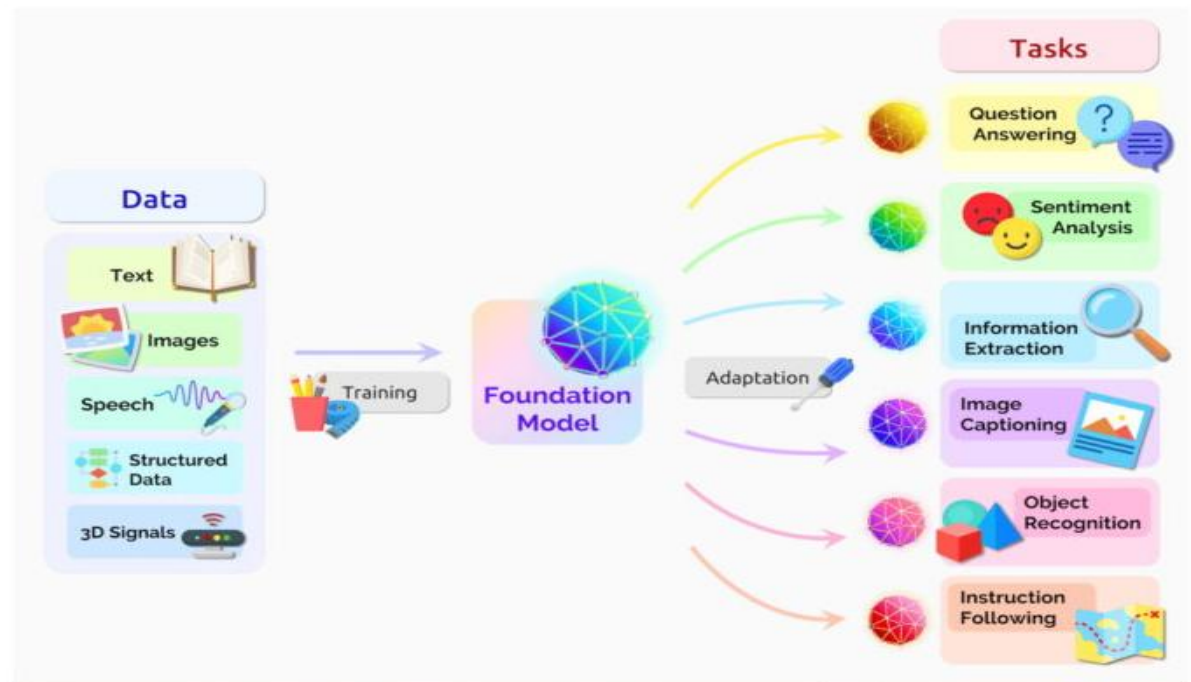 Data
Text
Images
Speech
Structured
Data
3D Signals
Training
Foundation
Model
Adaptation
Tasks
Question
Answering
?
Sentiment
Analysis
Information
Extraction
Image
Captioning
Object
Recognition
Instruction
Following